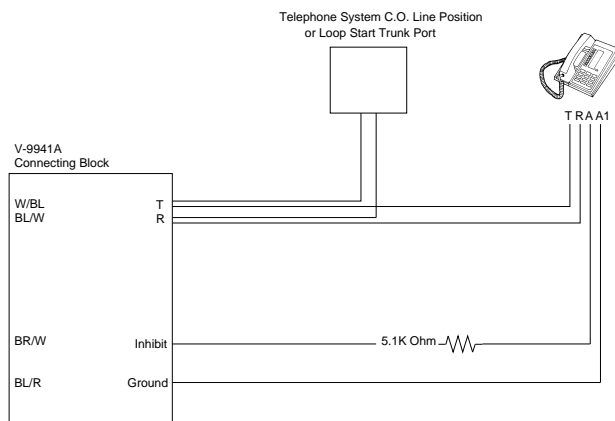 Telephone System C.O. Line Position
or Loop Start Trunk Port
T R A A1
V-9941A
Connecting Block
W/BL T
BL/W R
BR/W Inhibit 5.1K Ohm
BL/R Ground